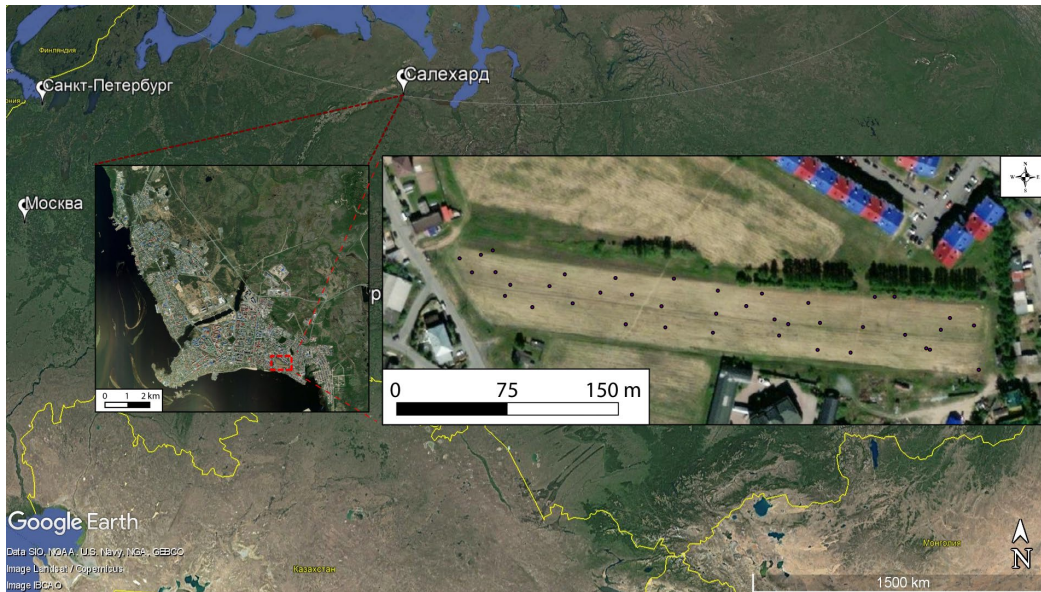 Финляндия
Санкт-Петербург
Салехард
Москва
N
W
E
S
р
0 75 150 m
0 1 2 km
Google Earth
Data SIO, NOAA, U.S. Navy, NGA, GEBCO
Image Landsat / Copernicus
Image IBCAO
Казахстан
Монголия
N
1500 km